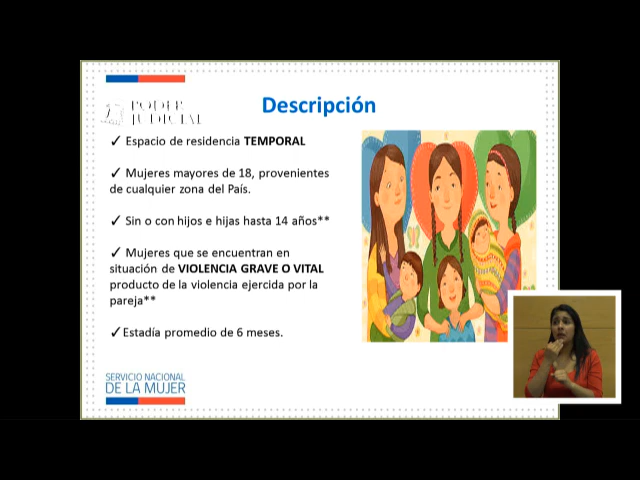 PODER
JUDICIAL
Descripción
✓ Espacio de residencia TEMPORAL
✓ Mujeres mayores de 18, provenientes
de cualquier zona del País.
✓ Sin o con hijos e hijas hasta 14 años**
✓ Mujeres que se encuentran en
situación de VIOLENCIA GRAVE O VITAL
producto de la violencia ejercida por la
pareja**
✓Estadía promedio de 6 meses.
SERVICIO NACIONAL
DE LA MUJER